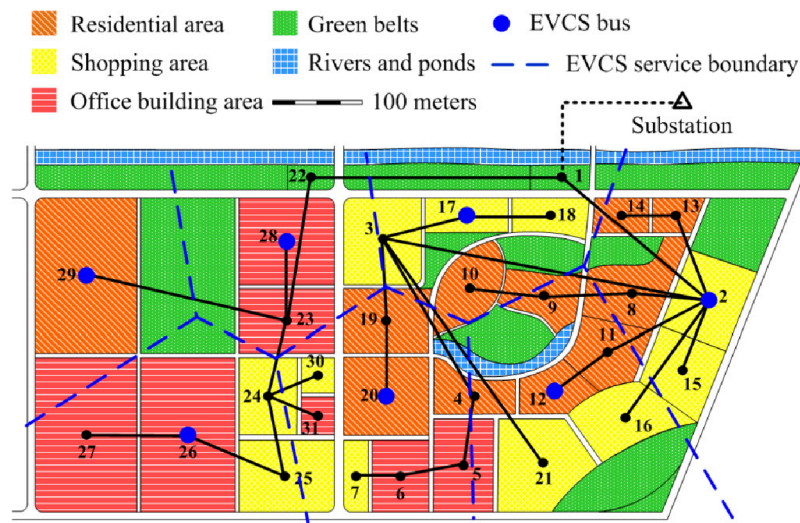 Residential area Green belts EVCS bus
Shopping area Rivers and ponds EVCS service boundary
Office building area 100 meters
Substation
22 1
17 18 14 13
28 3
29 10 2
23 19 9 8
11
30 15
24 20 4 12
31 16
27 26
25 7 6 5 21